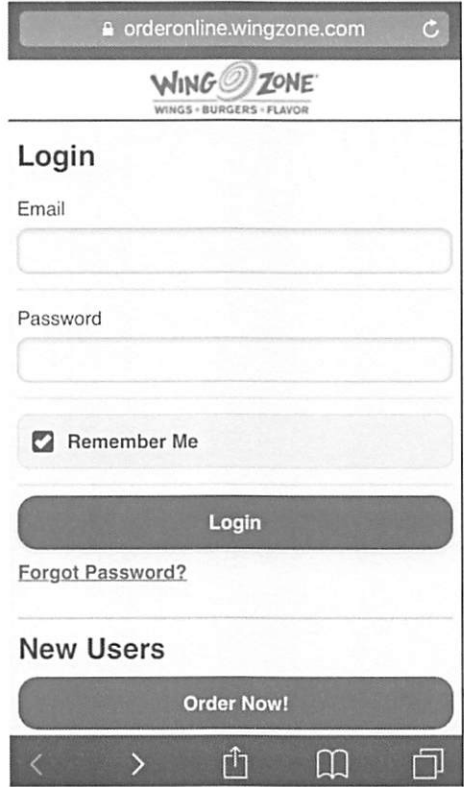 orderonline.wingzone.com
WING ZONE
WINGS • BURGERS • FLAVOR
Login
Email
Password
Remember Me
Login
Forgot Password?
New Users
Order Now!